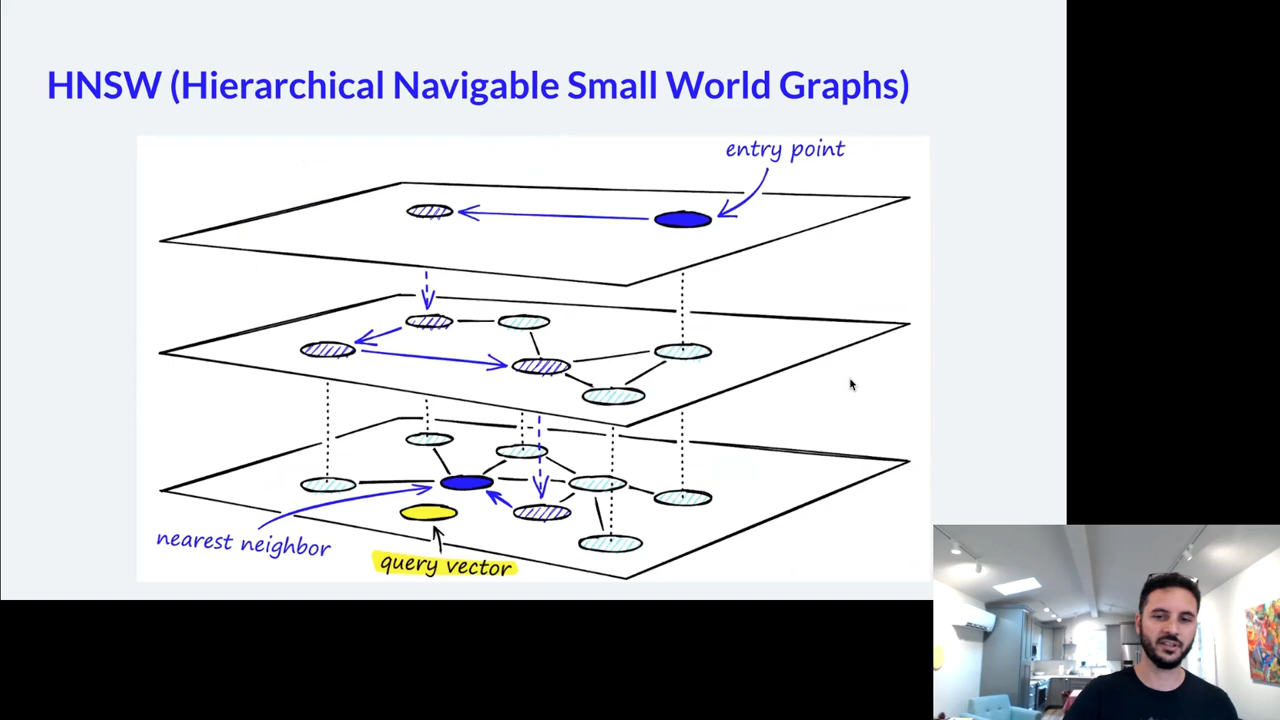 HNSW (Hierarchical Navigable Small World Graphs)
entry point
nearest neighbor
query vector